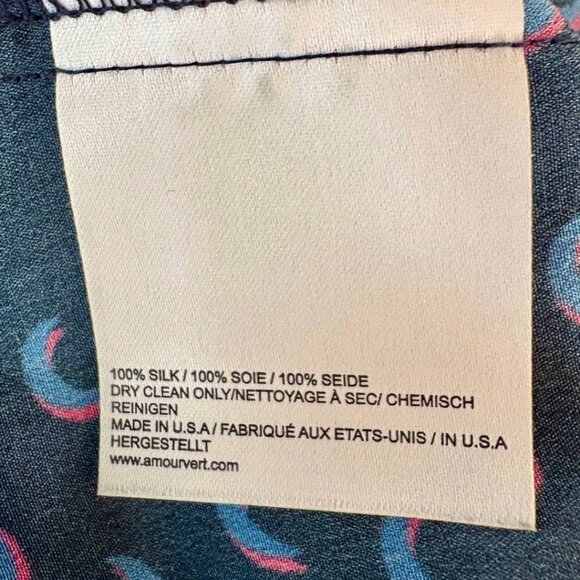 100% SILK / 100% SOIE / 100% SEIDE
DRY CLEAN ONLY/NETTOYAGE À SEC/ CHEMISCH
REINIGEN
MADE IN U.S.A / FABRIQUÉ AUX ETATS-UNIS / IN U.S.A
HERGESTELLT
www.amourvert.com